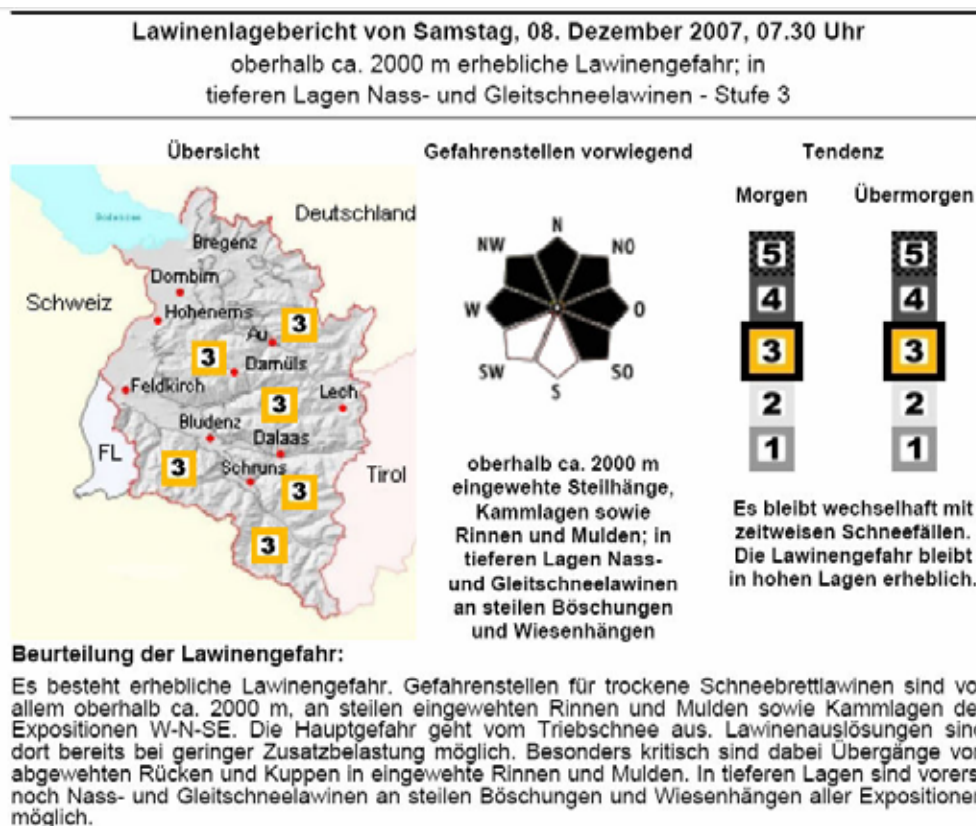 Lawinenlagebericht von Samstag, 08. Dezember 2007, 07.30 Uhr
oberhalb ca. 2000 m erhebliche Lawinengefahr; in
tieferen Lagen Nass- und Gleitschneelawinen - Stufe 3
Übersicht
Bodensee
Deutschland
Bregenz
Dornbirn
Schweiz
Hohenems
3
Au
3
Damüls
Feldkirch
3
Lech
Bludenz
Dalaas
FL
3
Schruns
3
Tirol
3
Gefahrenstellen vorwiegend
N
NW
NO
W
O
SW
SO
S
oberhalb ca. 2000 m
eingewehte Steilhänge,
Kammlagen sowie
Rinnen und Mulden; in
tieferen Lagen Nass-
und Gleitschneelawinen
an steilen Böschungen
und Wiesenhängen
Tendenz
Morgen
Übermorgen
5 5
4 4
3 3
2 2
1 1
Es bleibt wechselhaft mit
zeitweisen Schneefällen.
Die Lawinengefahr bleibt
in hohen Lagen erheblich.
Beurteilung der Lawinengefahr:
Es besteht erhebliche Lawinengefahr. Gefahrenstellen für trockene Schneebrettlawinen sind vo
allem oberhalb ca. 2000 m, an steilen eingewehten Rinnen und Mulden sowie Kammlagen de
Expositionen W-N-SE. Die Hauptgefahr geht vom Triebschnee aus. Lawinenauslösungen sind
dort bereits bei geringer Zusatzbelastung möglich. Besonders kritisch sind dabei Übergänge vo
abgewehten Rücken und Kuppen in eingewehte Rinnen und Mulden. In tieferen Lagen sind vorers
noch Nass- und Gleitschneelawinen an steilen Böschungen und Wiesenhängen aller Expositionen
möglich.